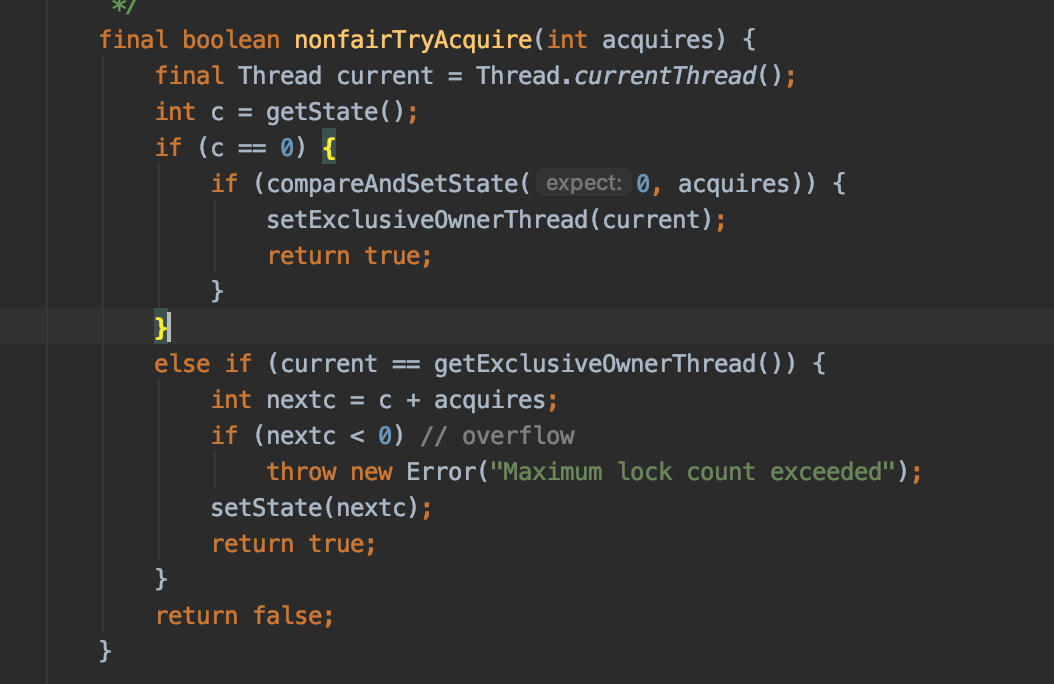 */
final boolean nonfairTryAcquire(int acquires) {
final Thread current = Thread.currentThread();
int c = getState();
if (c == 0) {
if (compareAndSetState( expect: 0, acquires)) {
setExclusiveOwnerThread(current);
return true;
}
}
else if (current == getExclusiveOwnerThread()) {
int nextc = c + acquires;
if (nextc < 0) // overflow
throw new Error("Maximum lock count exceeded");
setState(nextc);
return true;
}
return false;
}